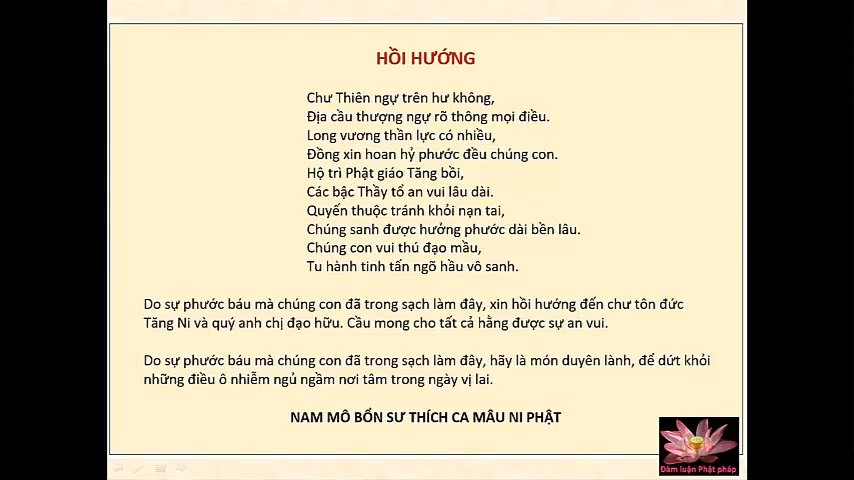 HỒI HƯỚNG
Chư Thiên ngự trên hư không,
Địa cầu thượng ngự rõ thông mọi điều.
Long vương thần lực có nhiều,
Đồng xin hoan hỷ phước đều chúng con.
Hộ trì Phật giáo Tăng bồi,
Các bậc Thầy tổ an vui lâu dài.
Quyến thuộc tránh khỏi nạn tai,
Chúng sanh được hưởng phước dài bền lâu.
Chúng con vui thú đạo mầu,
Tu hành tinh tấn ngõ hầu vô sanh.
Do sự phước báu mà chúng con đã trong sạch làm đây, xin hồi hướng đến chư tôn đức
Tăng Ni và quý anh chị đạo hữu. Cầu mong cho tất cả hằng được sự an vui.
Do sự phước báu mà chúng con đã trong sạch làm đây, hãy là món duyên lành, để dứt khỏi
những điều ô nhiễm ngủ ngầm nơi tâm trong ngày vị lai.
NAM MÔ BỔN SƯ THÍCH CA MÂU NI PHẬT
Đàm luận Phật pháp